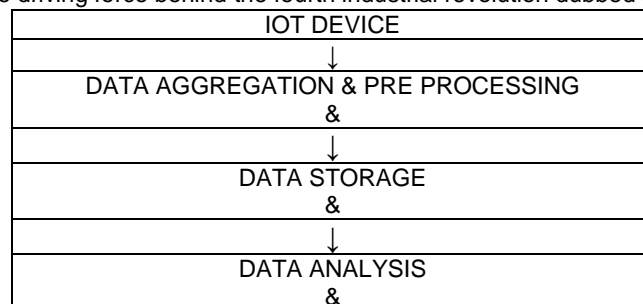 driving force behind the fourth industrial revolution dubbed
IOT DEVICE
↓
DATA AGGREGATION & PRE PROCESSING
&
↓
DATA STORAGE
&
↓
DATA ANALYSIS
&